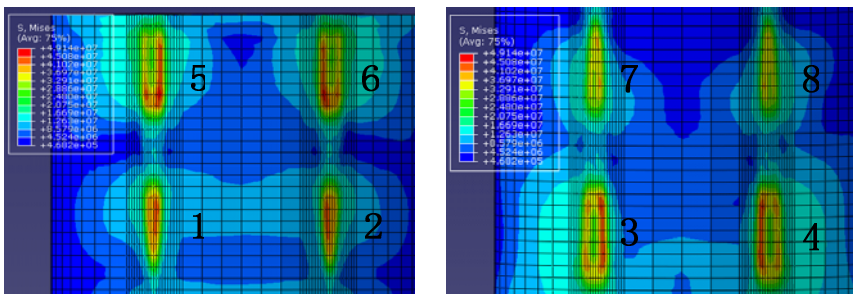 S, Mises
(Avg: 75%)
+4.914e+07
+4.508e+07
+4.102e+07
+3.697e+07
+3.291e+07
+2.886e+07
+2.480e+07
+2.075e+07
+1.669e+07
+1.263e+07
+8.579e+06
+4.524e+06
+4.682e+05
5
6
1
2
S, Mises
(Avg: 75%)
+4.914e+07
+4.508e+07
+4.102e+07
+3.697e+07
+3.291e+07
+2.886e+07
+2.480e+07
+2.075e+07
+1.669e+07
+1.263e+07
+8.579e+06
+4.524e+06
+4.682e+05
7
8
3
4